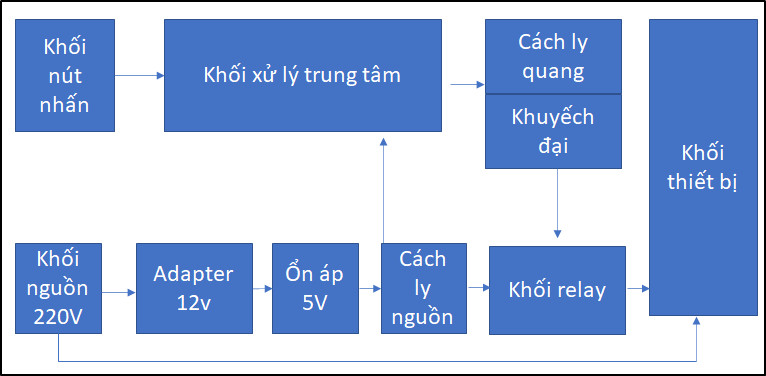 Khối
nút
nhấn
Khối xử lý trung tâm
Cách ly
quang
Khuyếch
đại
Khối
thiết bị
Khối
nguồn
220V
Adapter
12v
Ổn áp
5V
Cách
ly
nguồn
Khối relay